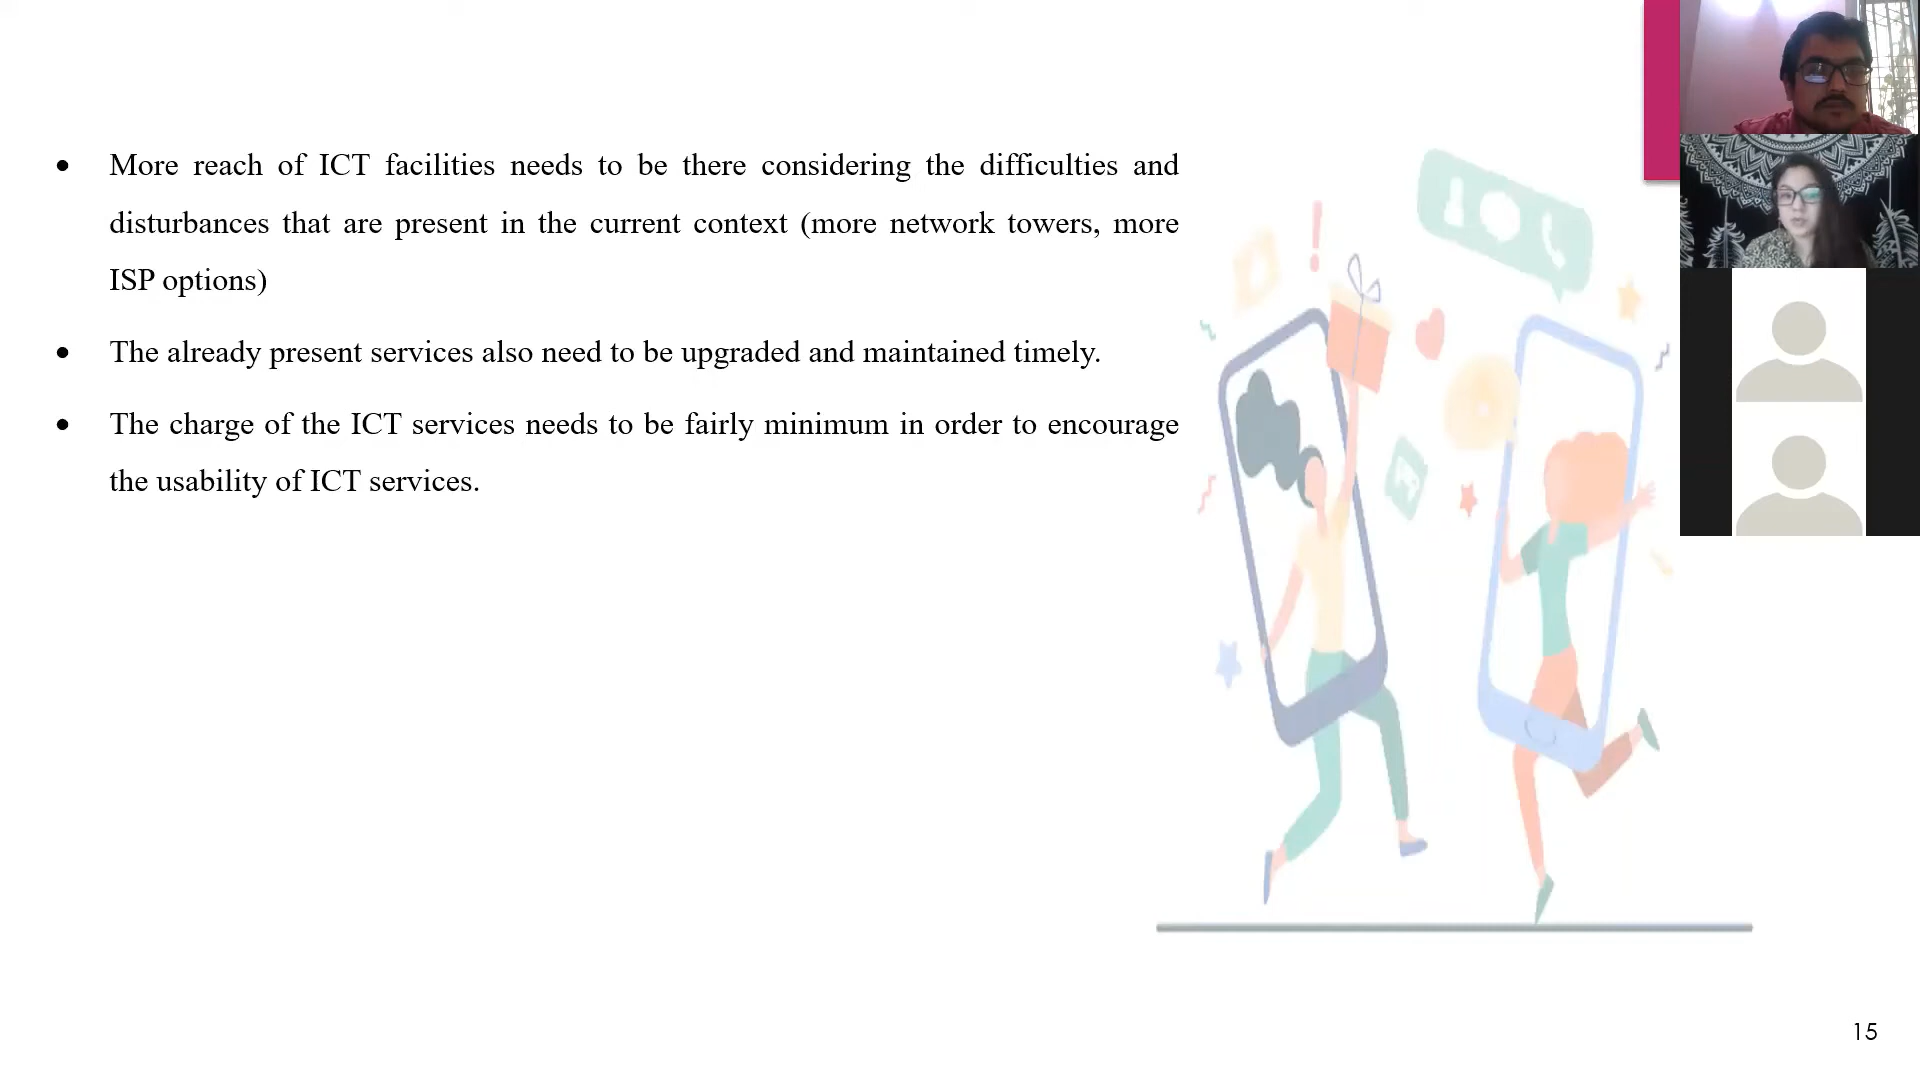 • More reach of ICT facilities needs to be there considering the difficulties and
disturbances that are present in the current context (more network towers, more
ISP options)
• The already present services also need to be upgraded and maintained timely.
• The charge of the ICT services needs to be fairly minimum in order to encourage
the usability of ICT services.
15